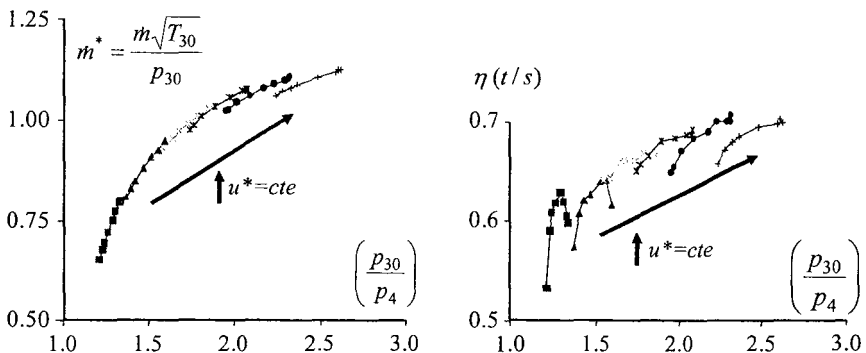 1.25
ṁ* = ṁ√T₃₀ / p₃₀
1.00
0.75
0.50
u*=cte
(p₃₀ / p₄)
1.0 1.5 2.0 2.5 3.0
η (t/s)
0.7
0.6
0.5
u*=cte
(p₃₀ / p₄)
1.0 1.5 2.0 2.5 3.0